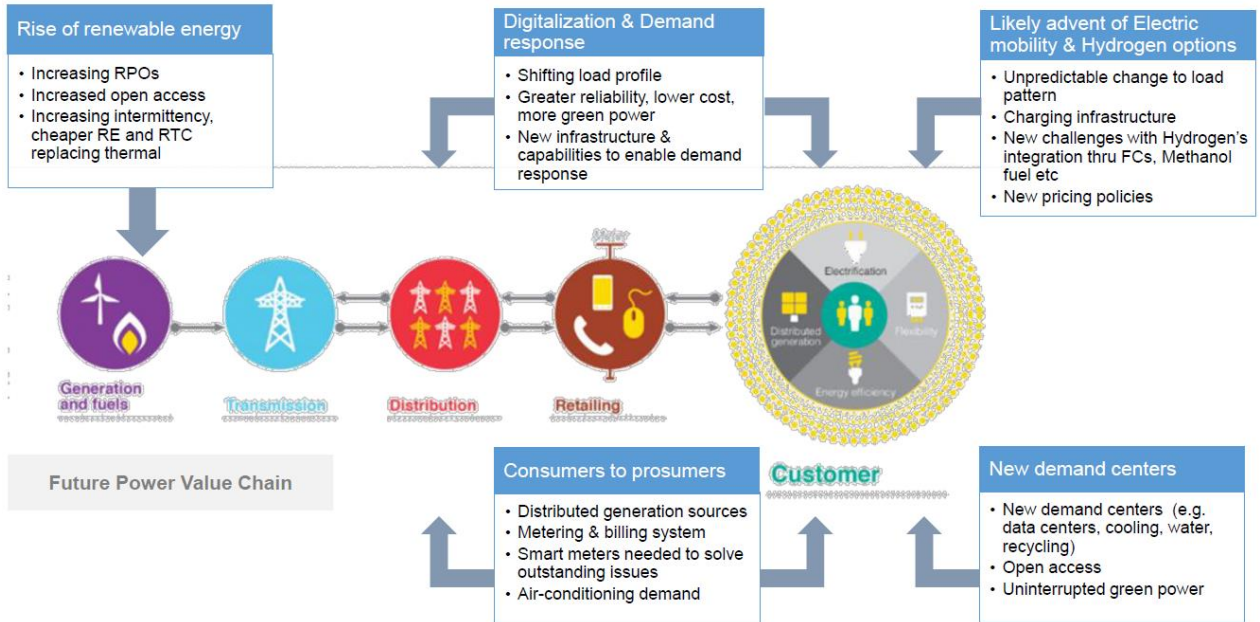 Rise of renewable energy
• Increasing RPOs
• Increased open access
• Increasing intermittency,
cheaper RE and RTC
replacing thermal
Digitalization & Demand
response
• Shifting load profile
• Greater reliability, lower cost,
more green power
• New infrastructure &
capabilities to enable demand
response
Likely advent of Electric
mobility & Hydrogen options
• Unpredictable change to load
pattern
• Charging infrastructure
• New challenges with Hydrogen's
integration thru FCs, Methanol
fuel etc
• New pricing policies
Meter
Electrification
Distributed
generation
Flexibility
Energy efficiency
Generation
and fuels
Transmission
Distribution
Retailing
Customer
Future Power Value Chain
Consumers to prosumers
• Distributed generation sources
• Metering & billing system
• Smart meters needed to solve
outstanding issues
• Air-conditioning demand
New demand centers
• New demand centers (e.g.
data centers, cooling, water,
recycling)
• Open access
• Uninterrupted green power